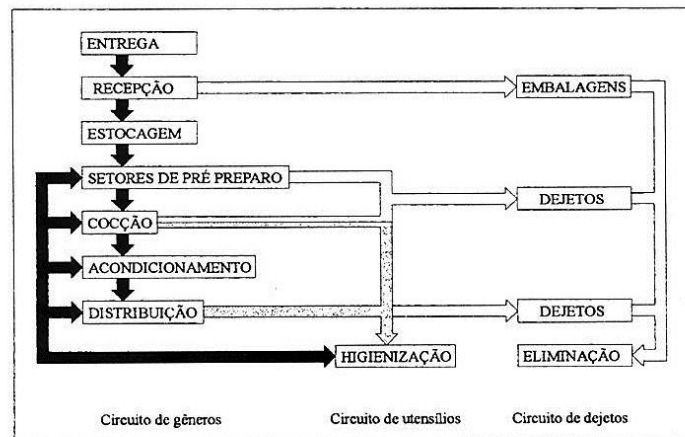 ENTREGA
RECEPÇÃO
EMBALAGENS
ESTOCAGEM
SETORES DE PRÉ PREPARO
DEJETOS
COCÇÃO
ACONDICIONAMENTO
DISTRIBUIÇÃO
DEJETOS
HIGIENIZAÇÃO
ELIMINAÇÃO
Circuito de gêneros
Circuito de utensílios
Circuito de dejetos